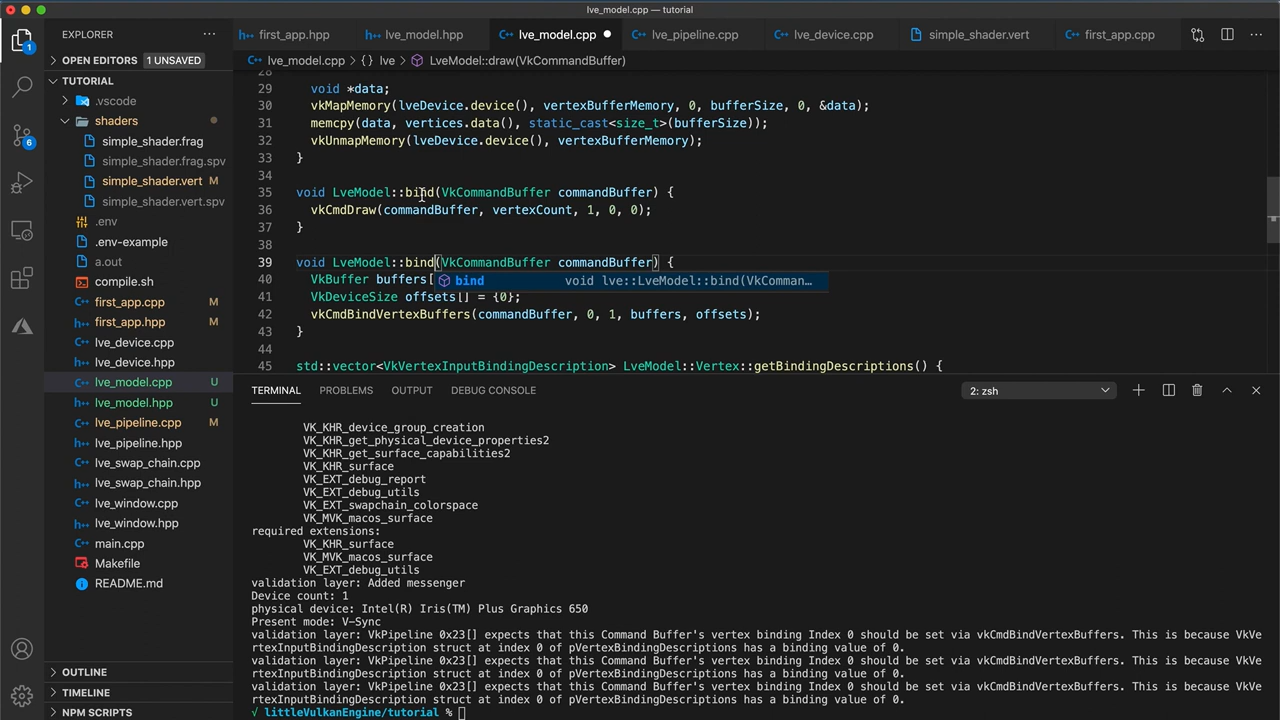 lve_model.cpp — tutorial
EXPLORER
first_app.hpp
lve_model.hpp
lve_model.cpp
lve_pipeline.cpp
lve_device.cpp
simple_shader.vert
first_app.cpp
OPEN EDITORS 1 UNSAVED
lve_model.cpp > {} lve > LveModel::draw(VkCommandBuffer)
TUTORIAL
.vscode
shaders
simple_shader.frag
simple_shader.frag.spv
simple_shader.vert M
simple_shader.vert.spv
.env
.env-example
a.out
compile.sh
first_app.cpp M
first_app.hpp M
lve_device.cpp
lve_device.hpp
lve_model.cpp U
lve_model.hpp U
lve_pipeline.cpp M
lve_pipeline.hpp
lve_swap_chain.cpp
lve_swap_chain.hpp
lve_window.cpp
lve_window.hpp
main.cpp
Makefile
README.md
OUTLINE
TIMELINE
NPM SCRIPTS
1
6
28
29 void *data;
30 vkMapMemory(lveDevice.device(), vertexBufferMemory, 0, bufferSize, 0, &data);
31 memcpy(data, vertices.data(), static_cast<size_t>(bufferSize));
32 vkUnmapMemory(lveDevice.device(), vertexBufferMemory);
33 }
34
35 void LveModel::bind(VkCommandBuffer commandBuffer) {
36 vkCmdDraw(commandBuffer, vertexCount, 1, 0, 0);
37 }
38
39 void LveModel::bind(VkCommandBuffer commandBuffer) {
40 VkBuffer buffers[
bind void lve::LveModel::bind(VkComman…
41 VkDeviceSize offsets[] = {0};
42 vkCmdBindVertexBuffers(commandBuffer, 0, 1, buffers, offsets);
43 }
44
45 std::vector<VkVertexInputBindingDescription> LveModel::Vertex::getBindingDescriptions() {
TERMINAL PROBLEMS OUTPUT DEBUG CONSOLE 2: zsh
VK_KHR_device_group_creation
VK_KHR_get_physical_device_properties2
VK_KHR_get_surface_capabilities2
VK_KHR_surface
VK_EXT_debug_report
VK_EXT_debug_utils
VK_EXT_swapchain_colorspace
VK_MVK_macos_surface
required extensions:
VK_KHR_surface
VK_MVK_macos_surface
VK_EXT_debug_utils
validation layer: Added messenger
Device count: 1
physical device: Intel(R) Iris(TM) Plus Graphics 650
Present mode: V-Sync
validation layer: VkPipeline 0x23[] expects that this Command Buffer's vertex binding Index 0 should be set via vkCmdBindVertexBuffers. This is because VkVe
rtexInputBindingDescription struct at index 0 of pVertexBindingDescriptions has a binding value of 0.
validation layer: VkPipeline 0x23[] expects that this Command Buffer's vertex binding Index 0 should be set via vkCmdBindVertexBuffers. This is because VkVe
rtexInputBindingDescription struct at index 0 of pVertexBindingDescriptions has a binding value of 0.
validation layer: VkPipeline 0x23[] expects that this Command Buffer's vertex binding Index 0 should be set via vkCmdBindVertexBuffers. This is because VkVe
rtexInputBindingDescription struct at index 0 of pVertexBindingDescriptions has a binding value of 0.
√ littleVulkanEngine/tutorial %